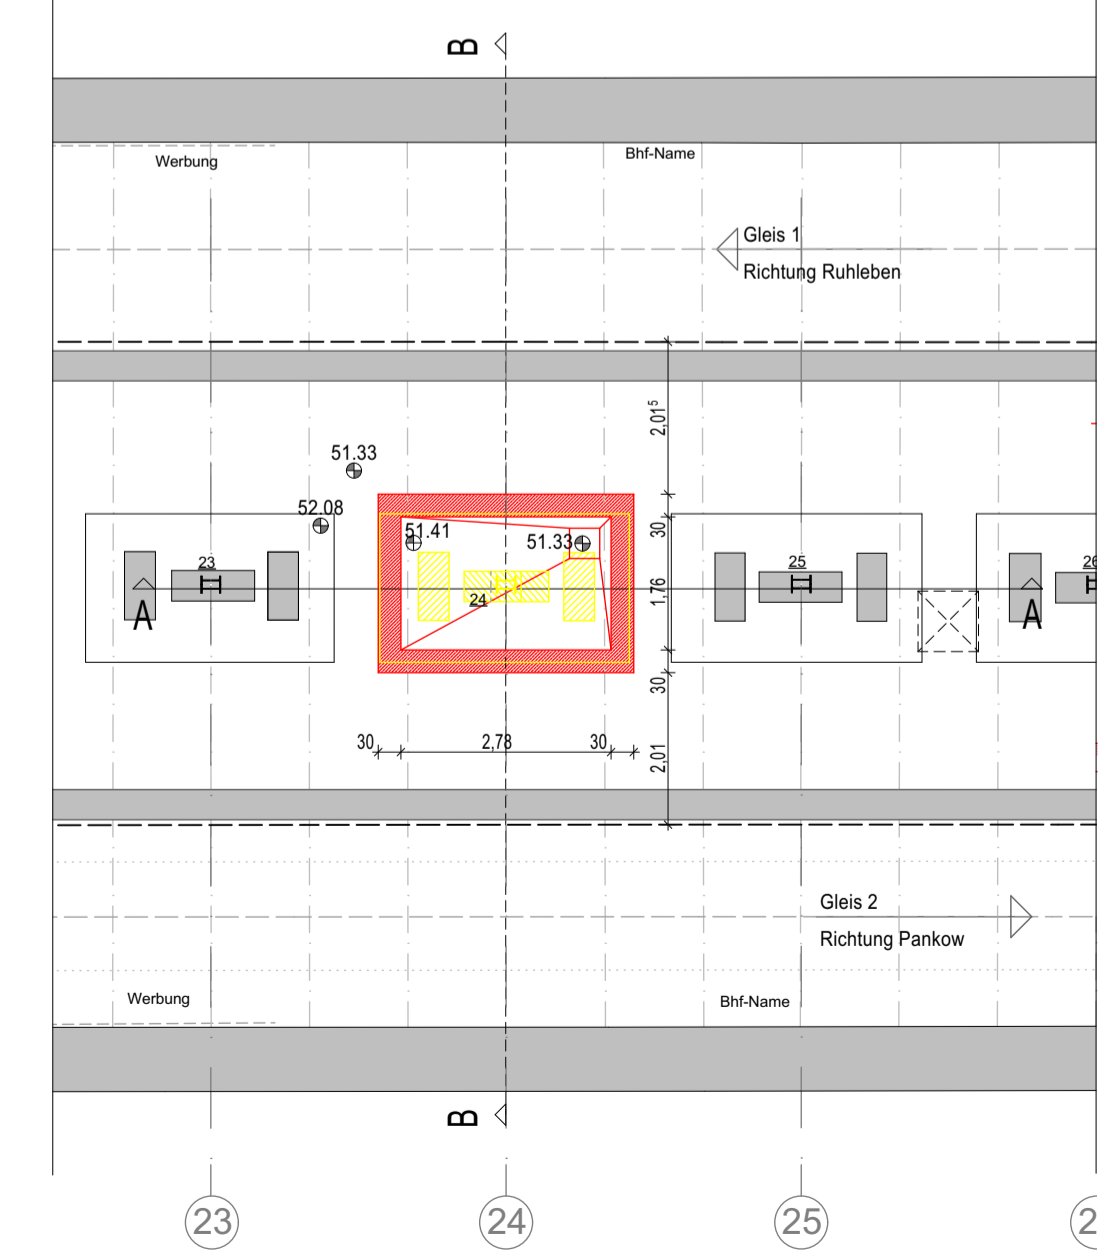 B
Werbung
Bhf-Name
Gleis 1
Richtung Ruhleben
2,01⁵
51.33
52.08
51.41
51.33
30
23
24
25
26
1,76
A
A
30
30
2,78
30
2,01
Gleis 2
Richtung Pankow
Werbung
Bhf-Name
B
23
24
25
2